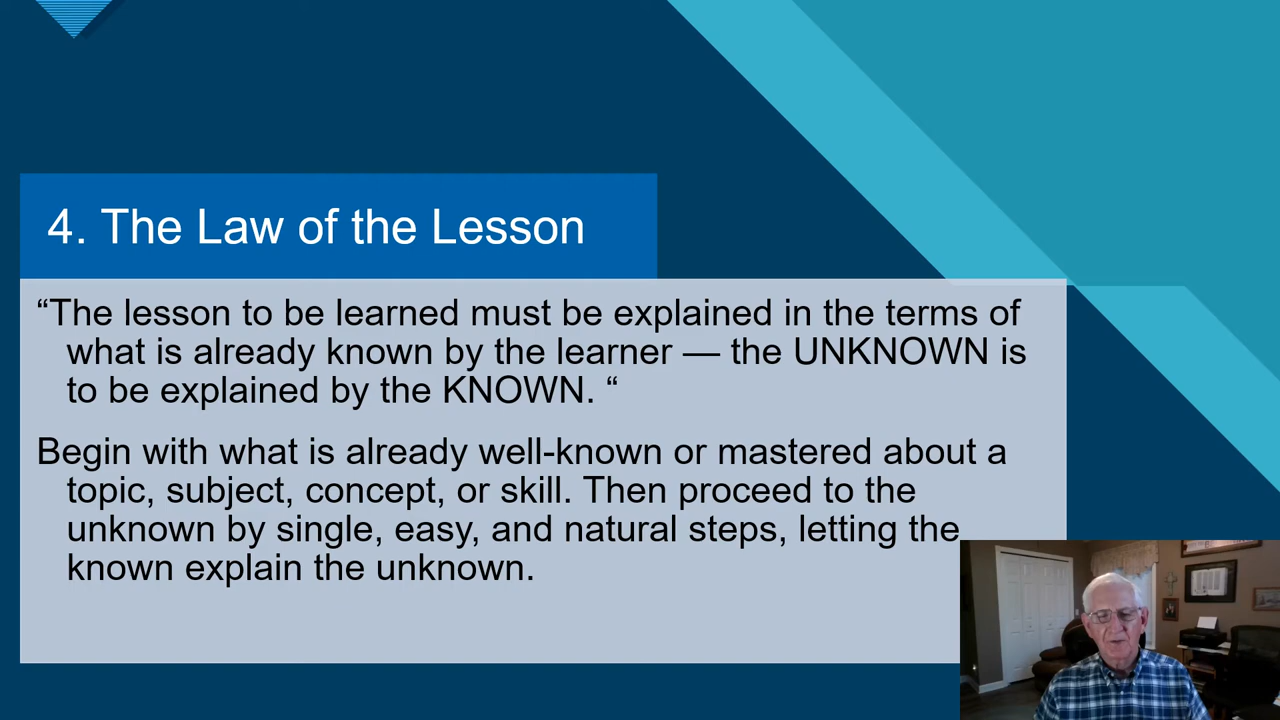 4. The Law of the Lesson
“The lesson to be learned must be explained in the terms of
what is already known by the learner — the UNKNOWN is
to be explained by the KNOWN. “
Begin with what is already well-known or mastered about a
topic, subject, concept, or skill. Then proceed to the
unknown by single, easy, and natural steps, letting the
known explain the unknown.